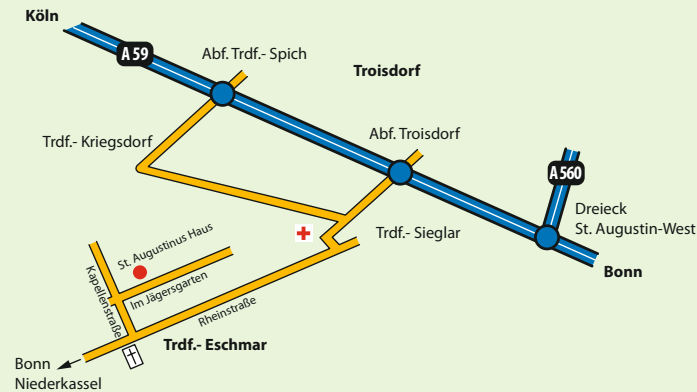 Köln
A 59
Abf. Trdf.- Spich
Troisdorf
Trdf.- Kriegsdorf
Abf. Troisdorf
A 560
Dreieck
St. Augustin-West
Trdf.- Sieglar
Bonn
St. Augustinus Haus
Im Jägersgarten
Kapellenstraße
Rheinstraße
Trdf.- Eschmar
Bonn
Niederkassel